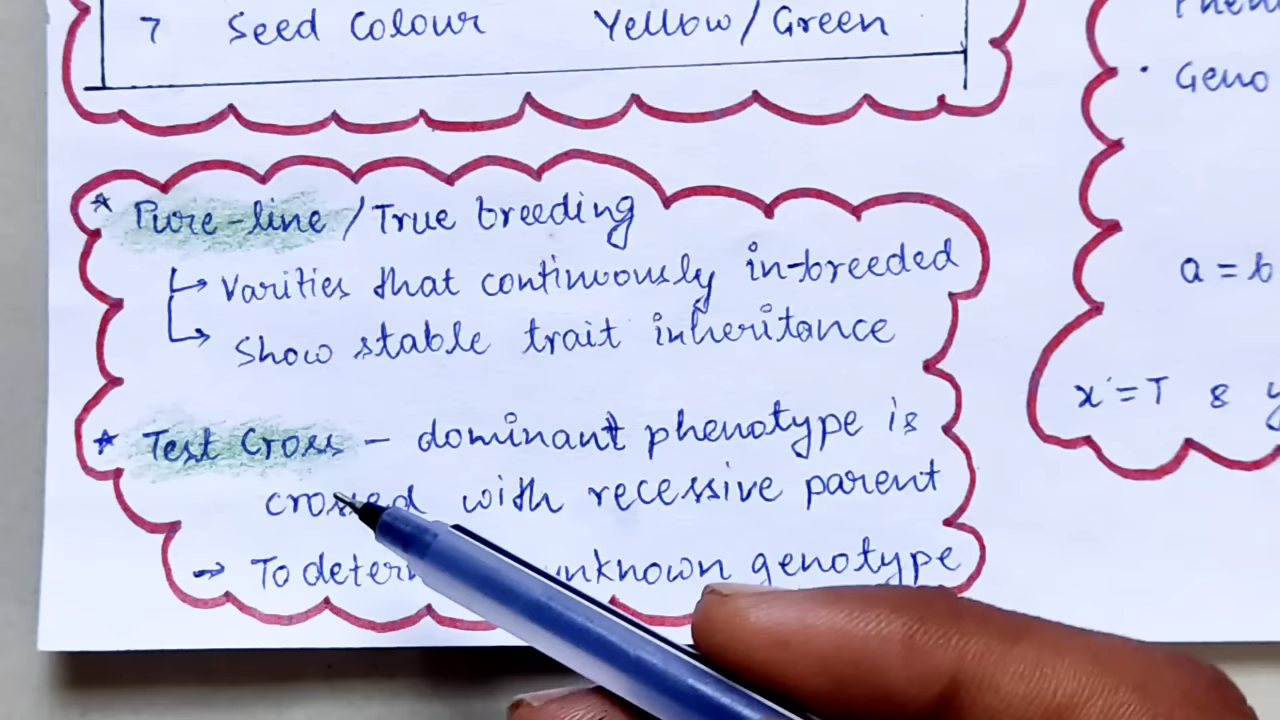 7 Seed Colour Yellow/Green
* Pure-line / True breeding
→ Varities that continuously in-breeded
→ Show stable trait inheritance
* Test Cross – dominant phenotype is
crossed with recessive parent
→ To deter unknown genotype
Phen
• Geno
a = b
x = T &